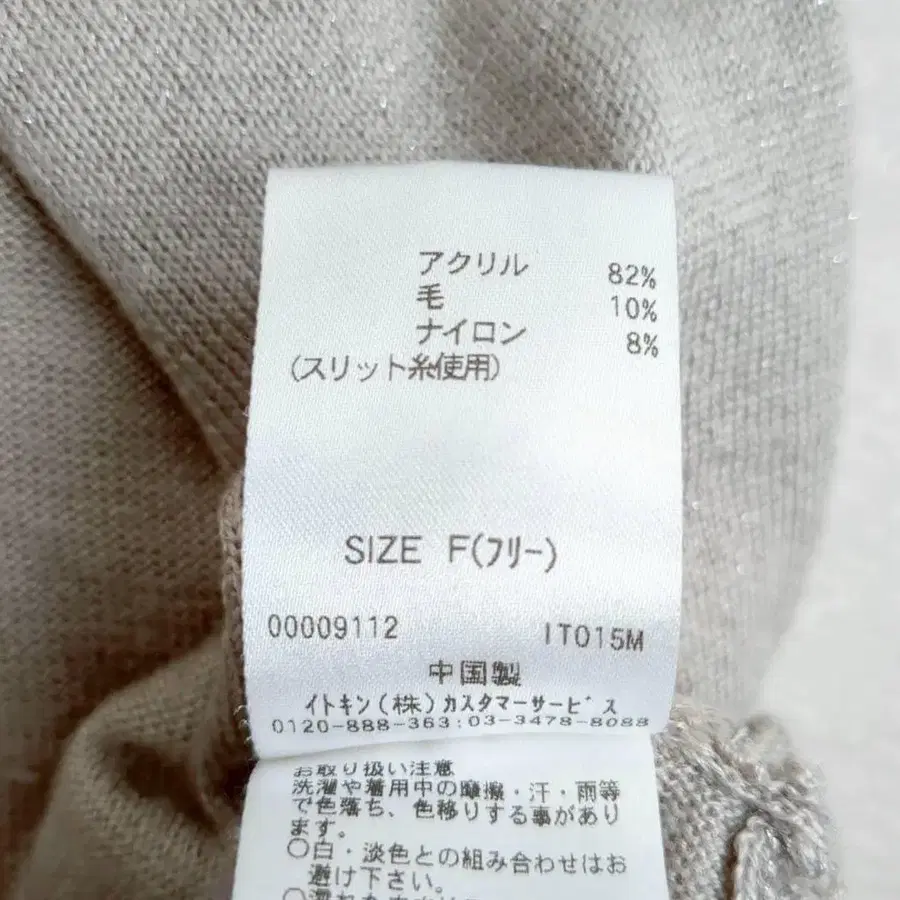 アクリル 82%
毛 10%
ナイロン 8%
(スリット糸使用)
SIZE F(フリー)
00009112 IT015M
中国製
イトキン(株)カスタマーサービス
0120-888-363:03-3478-8088
お取り扱い注意
洗濯や着用中の摩擦・汗・雨等
で色落ち、色移りする事があり
ます。
○白・淡色との組み合わせはお
避け下さい。